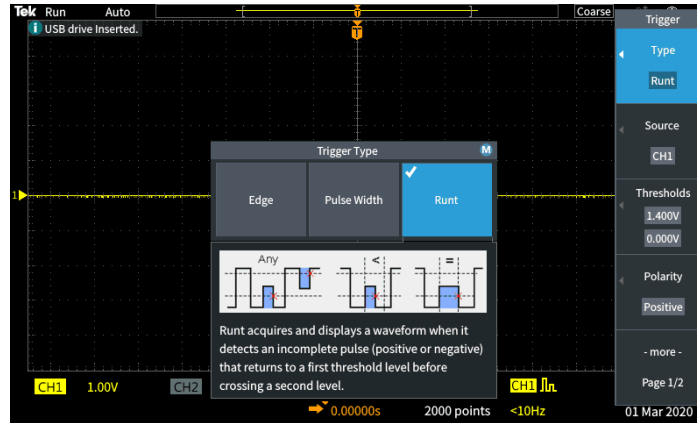 Tek Run Auto
T
Coarse
USB drive Inserted.
T
Trigger
Type
Runt
Source
CH1
Thresholds
1.400V
0.000V
Polarity
Positive
- more -
Page 1/2
1
Trigger Type
M
Edge
Pulse Width
Runt
Any
<
=
Runt acquires and displays a waveform when it
detects an incomplete pulse (positive or negative)
that returns to a first threshold level before
crossing a second level.
CH1 1.00V CH2
CH1
0.00000s 2000 points <10Hz 01 Mar 2020